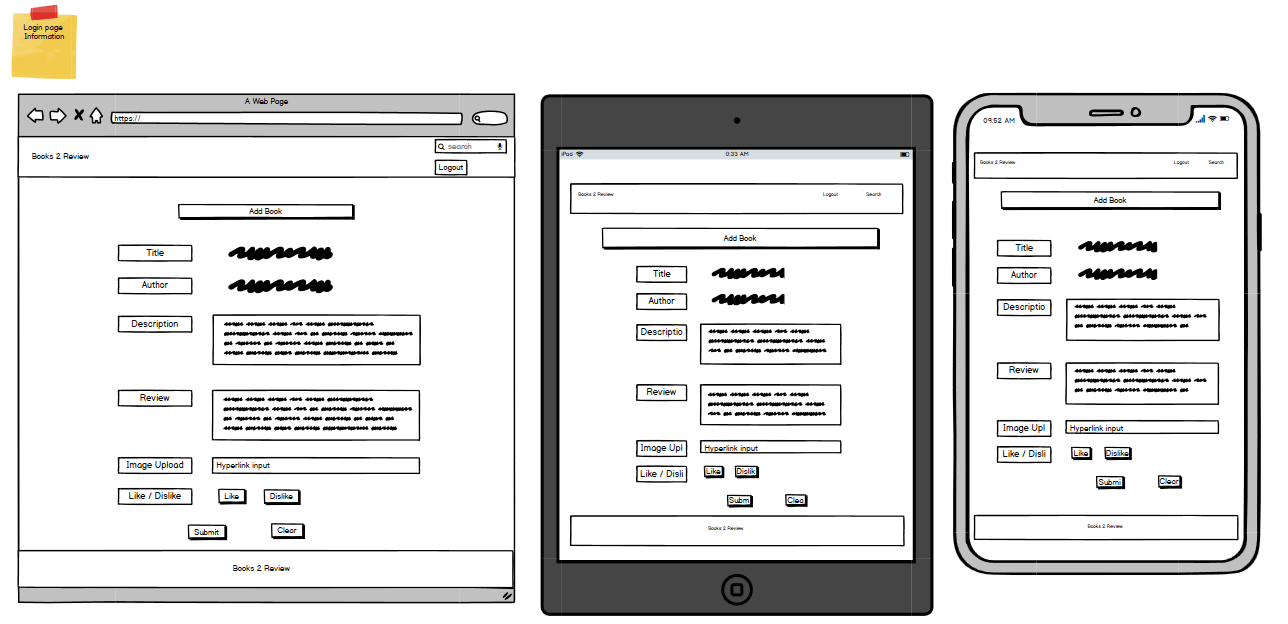 Login page
Information
A Web Page
https://
Books 2 Review
search
Logout
Add Book
Title
Author
Description
Review
Image Upload
Hyperlink input
Like / Dislike
Like
Dislike
Submit
Clear
Books 2 Review
iPad
0:33 AM
Books 2 Review
Logout
Search
Add Book
Title
Author
Descriptio
Review
Image Upl
Hyperlink input
Like / Disli
Like
Dislik
Subm
Clea
Books 2 Review
09:52 AM
Books 2 Review
Logout
Search
Add Book
Title
Author
Descriptio
Review
Image Upl
Hyperlink input
Like / Disli
Like
Dislike
Submi
Clear
Books 2 Review